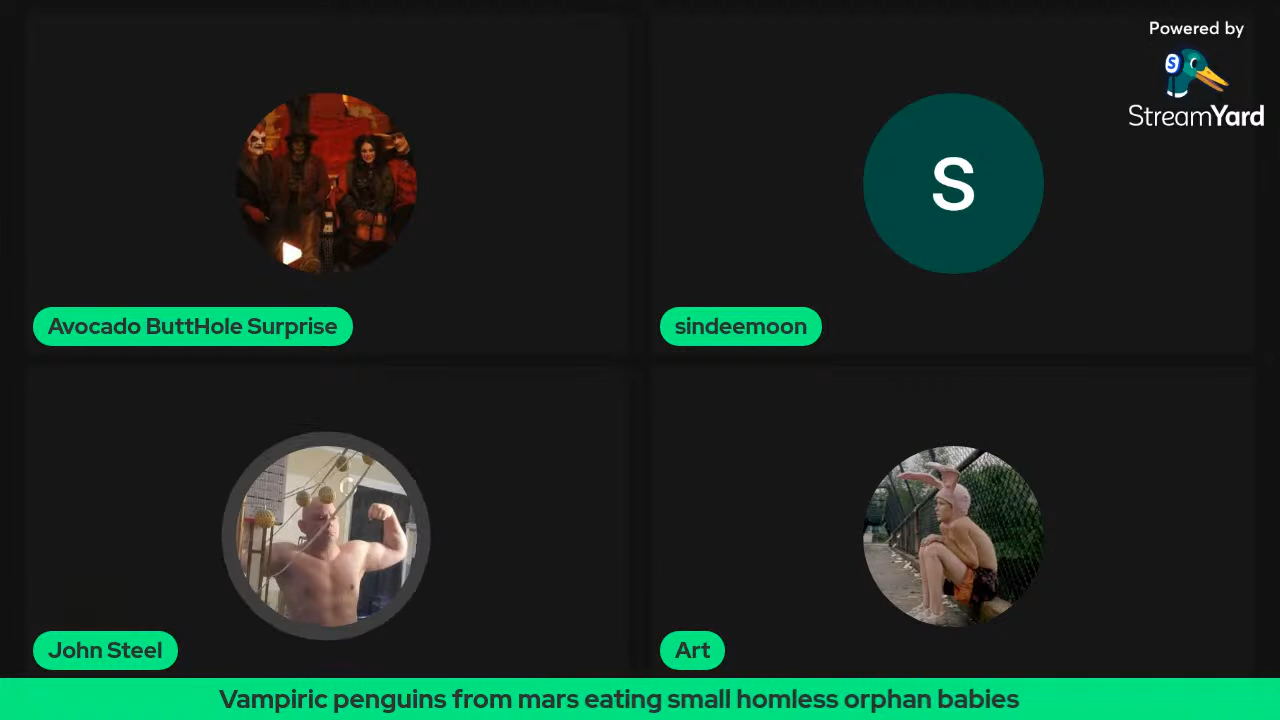 Powered by
S
StreamYard
S
Avocado ButtHole Surprise
sindeemoon
John Steel
Art
Vampiric penguins from mars eating small homless orphan babies